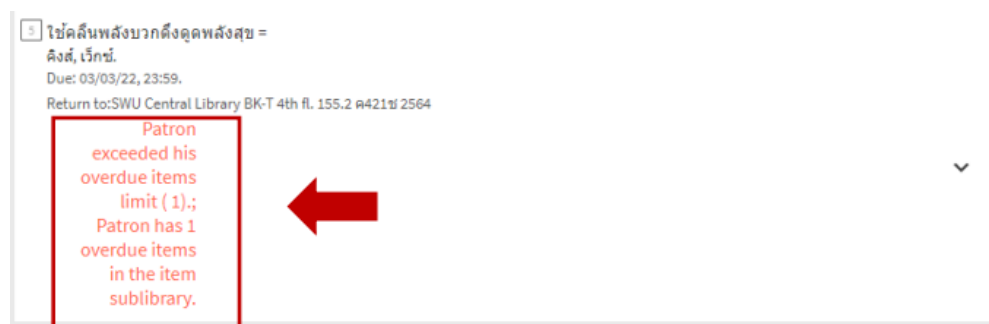 5 ใช้คลื่นพลังบวกดึงดูดพลังสุข =
คิงส์, เว็กซ์.
Due: 03/03/22, 23:59.
Return to:SWU Central Library BK-T 4th fl. 155.2 ค421ช 2564
Patron
exceeded his
overdue items
limit ( 1).;
Patron has 1
overdue items
in the item
sublibrary.